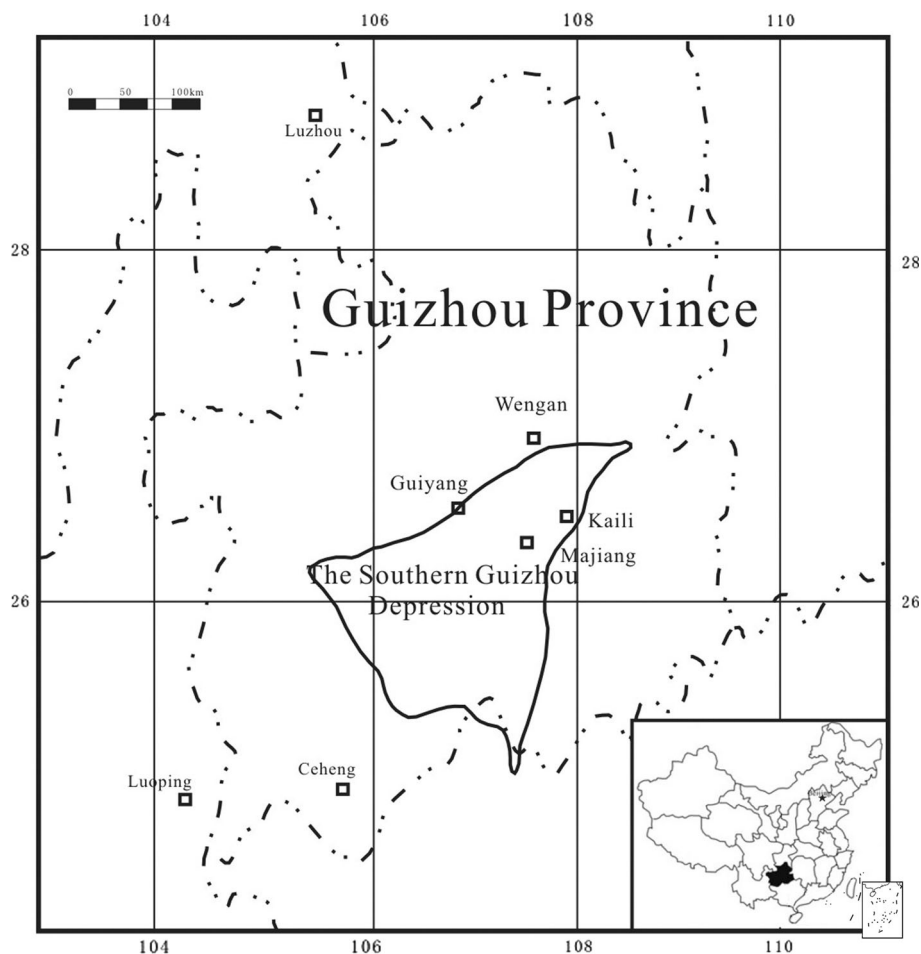 104 106 108 110
0 50 100km
Luzhou
28 28
Guizhou Province
Wengan
Guiyang
Kaili
Majiang
The Southern Guizhou
Depression
26 26
Ceheng
Luoping
104 106 108 110